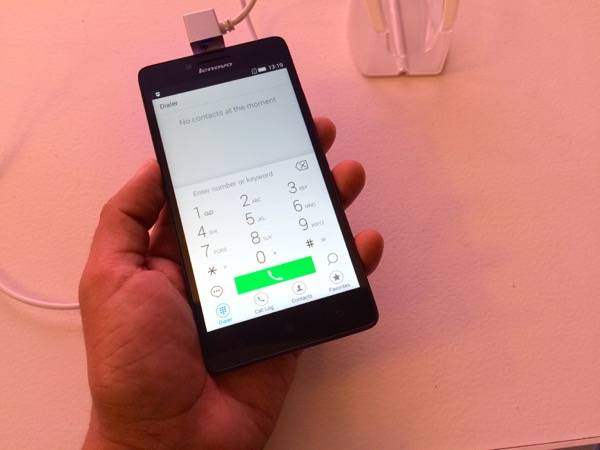 lenovo
13:19
Dialer
No contacts at the moment
Enter number or keyword
1
2 ABC
3 DEF
4 GHI
5 JKL
6 MNO
7 PQRS
8 TUV
9 WXYZ
* P
0 +
# W
Dialer
Call Log
Contacts
Favorites